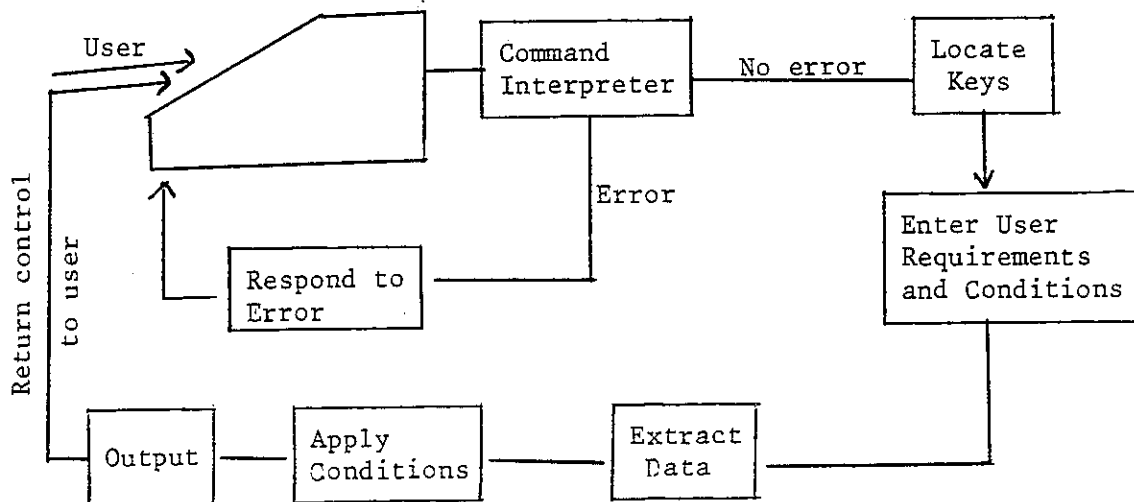 User
Command
Interpreter
No error
Locate
Keys
Error
Enter User
Requirements
and Conditions
Respond to
Error
Return control
to user
Output
Apply
Conditions
Extract
Data